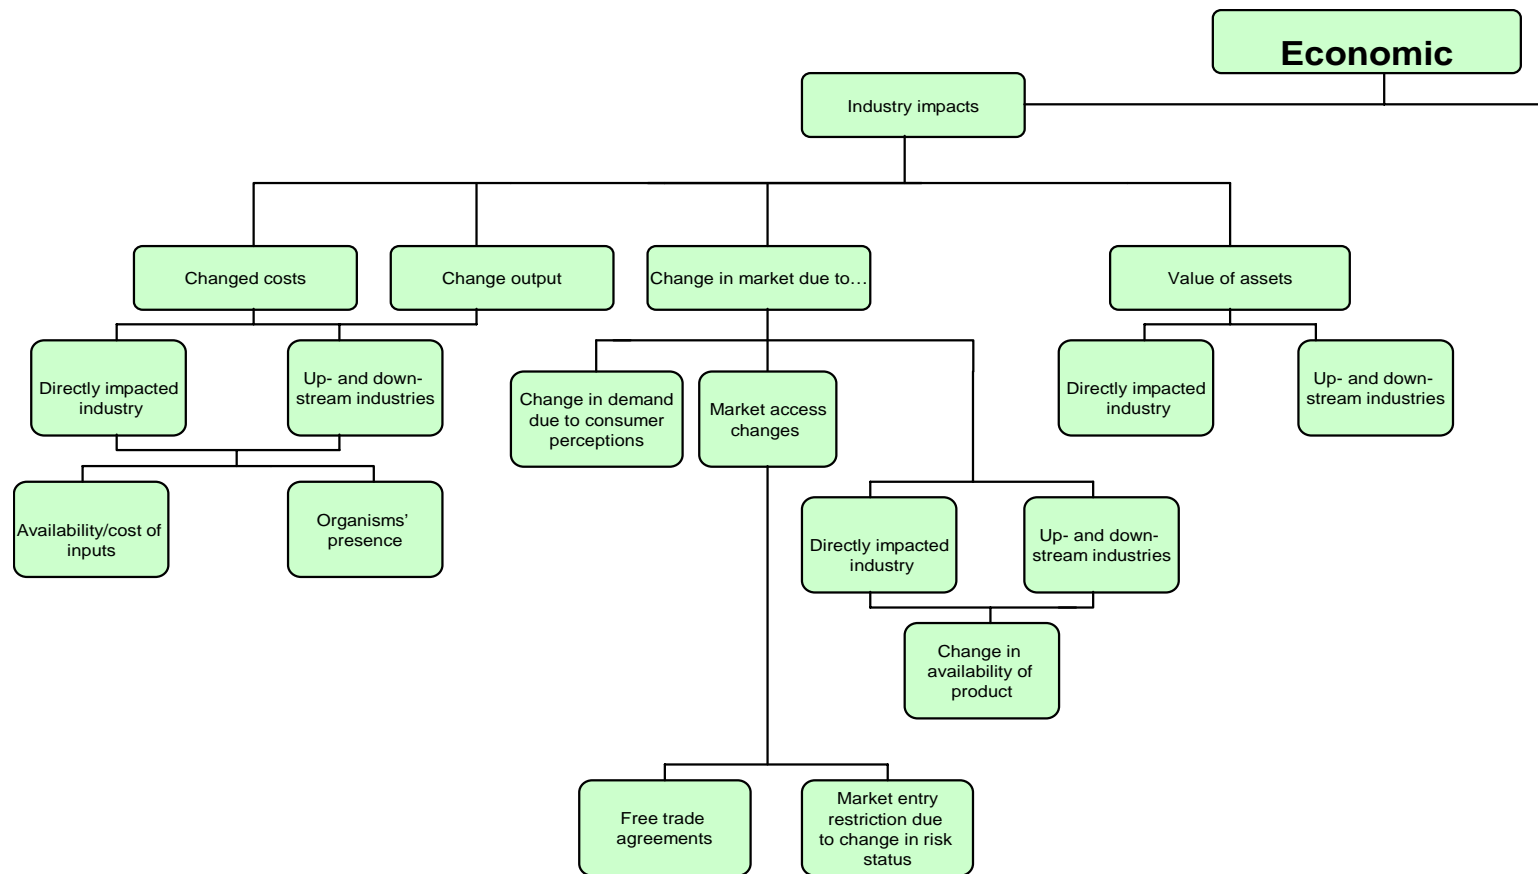 Economic
Industry impacts
Changed costs
Change output
Change in market due to…
Value of assets
Directly impacted
industry
Up- and down-
stream industries
Change in demand
due to consumer
perceptions
Market access
changes
Directly impacted
industry
Up- and down-
stream industries
Availability/cost of
inputs
Organisms’
presence
Directly impacted
industry
Up- and down-
stream industries
Change in
availability of
product
Free trade
agreements
Market entry
restriction due
to change in risk
status